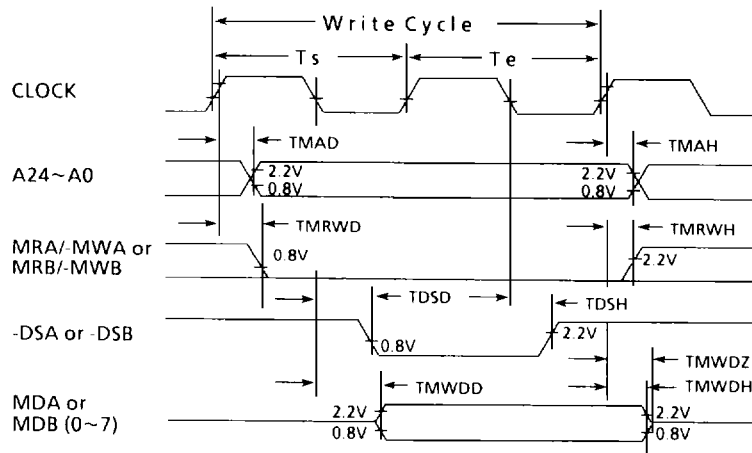 Write Cycle
Ts
Te
CLOCK
TMAD
TMAH
A24~A0
2.2V
0.8V
2.2V
0.8V
TMRWD
TMRWH
MRA/-MWA or
MRB/-MWB
0.8V
2.2V
TDSD
TDSH
-DSA or -DSB
0.8V
2.2V
TMWDZ
TMWDD
TMWDH
MDA or
MDB (0~7)
2.2V
0.8V
2.2V
0.8V